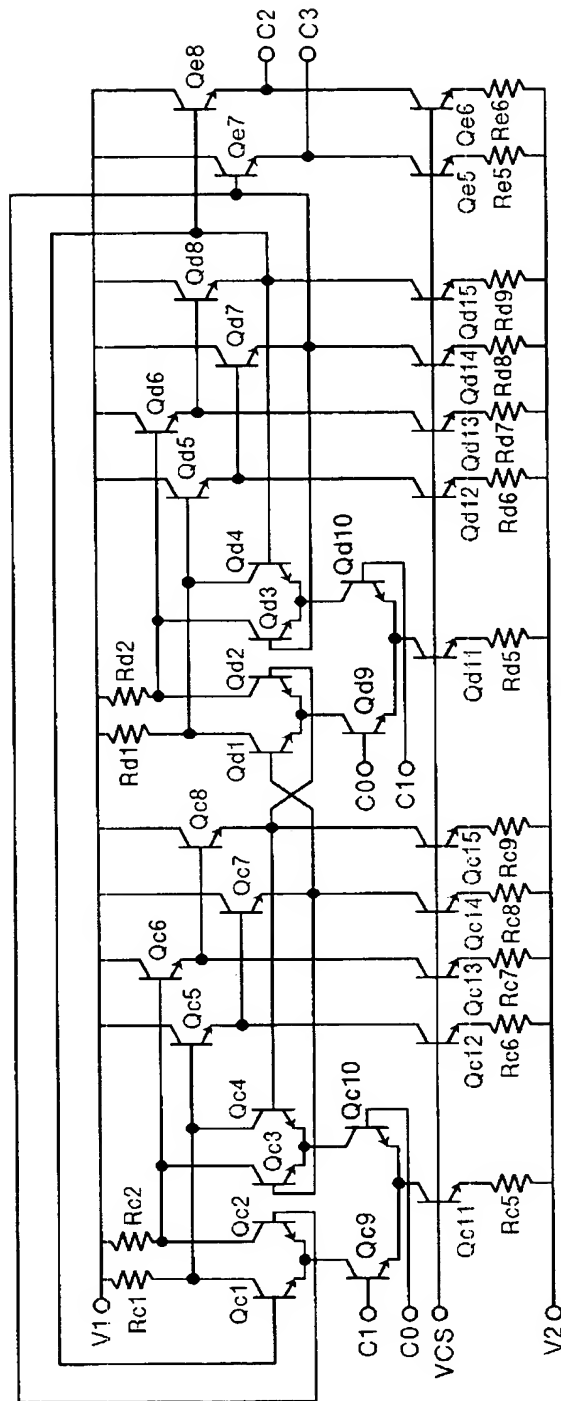 V1
Rc1
Rc2
Qc1
Qc2
Qc3
Qc4
Qc5
Qc6
Qc7
Qc8
Qc9
Qc10
C1
C0
VCS
Qc11
Qc12
Qc13
Qc14
Qc15
Rc5
Rc6
Rc7
Rc8
Rc9
V2
Rd1
Rd2
Qd1
Qd2
Qd3
Qd4
Qd5
Qd6
Qd7
Qd8
Qd9
Qd10
C0
C1
Qd11
Qd12
Qd13
Qd14
Qd15
Rd5
Rd6
Rd7
Rd8
Rd9
Qe7
Qe8
C2
C3
Qe5
Qe6
Re5
Re6